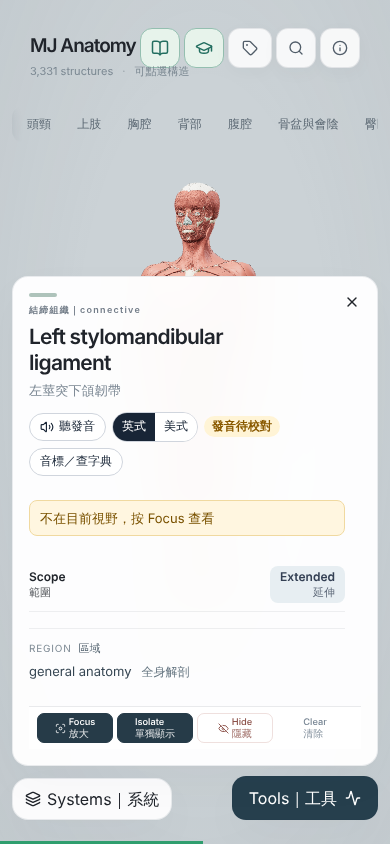 MJ Anatomy
3,331 structures · 可點選構造
頭頸 上肢 胸腔 背部 腹腔 骨盆與會陰 臀
結締組織 | connective
Left stylomandibular
ligament
左莖突下頜韌帶
聽發音 英式 美式 發音待校對
音標／查字典
不在目前視野，按 Focus 查看
Scope Extended
範圍 延伸
REGION 區域
general anatomy 全身解剖
Focus Isolate Hide Clear
放大 單獨顯示 隱藏 清除
Systems | 系統 Tools | 工具